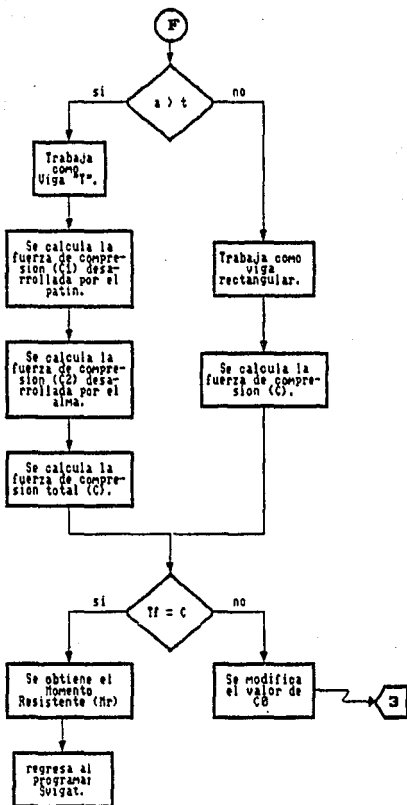 F
si
a > t
no
Trabaja
como
Viga "T".
Se calcula la
fuerza de compre-
sion (C1) desa-
rrollada por el
patin.
Trabaja como
viga
rectangular.
Se calcula la
fuerza de compre-
sion (C2) desa-
rrollada por el
alma.
Se calcula la
fuerza de compre-
sion (C).
Se calcula la
fuerza de compre-
sion total (C).
si
Tf = C
no
Se obtiene el
Momento
Resistente (Mr)
Se modifica
el valor de
C0
3
regresa al
programa:
Svigat.